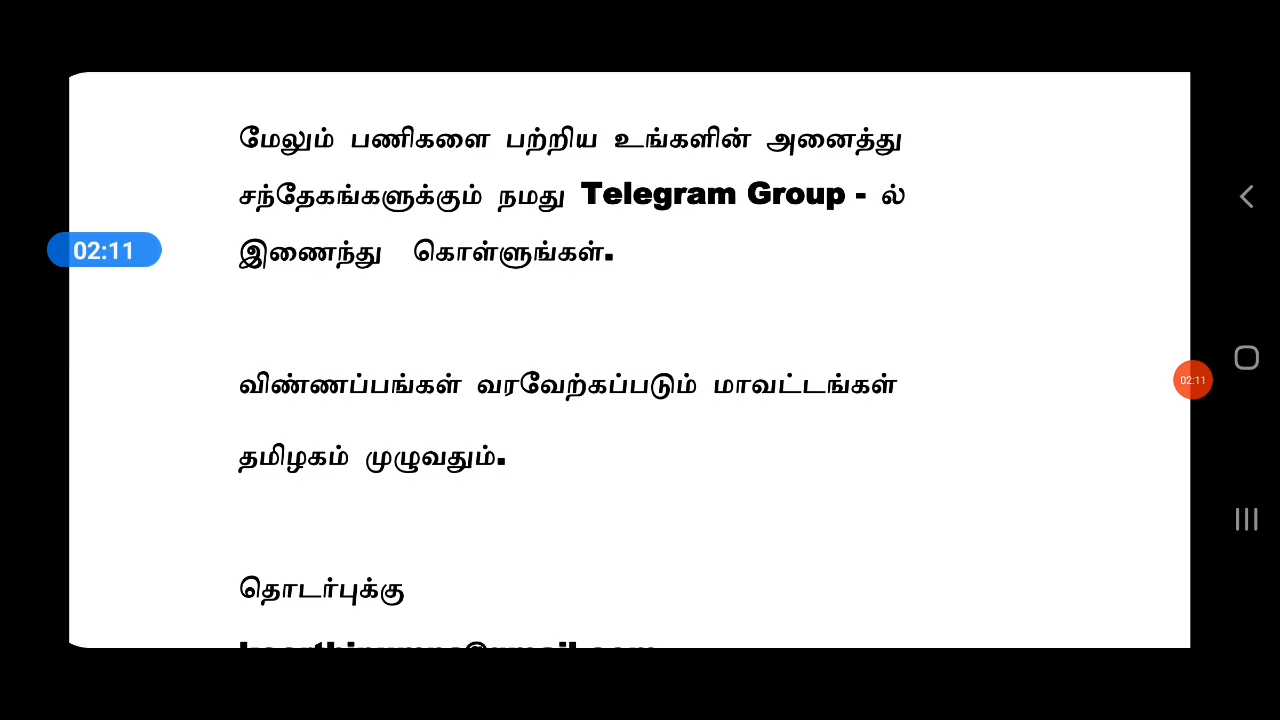 மேலும் பணிகளை பற்றிய உங்களின் அனைத்து
சந்தேகங்களுக்கும் நமது Telegram Group - ல்
இணைந்து கொள்ளுங்கள்.
02:11
விண்ணப்பங்கள் வரவேற்கப்படும் மாவட்டங்கள்
02:11
தமிழகம் முழுவதும்.
தொடர்புக்கு